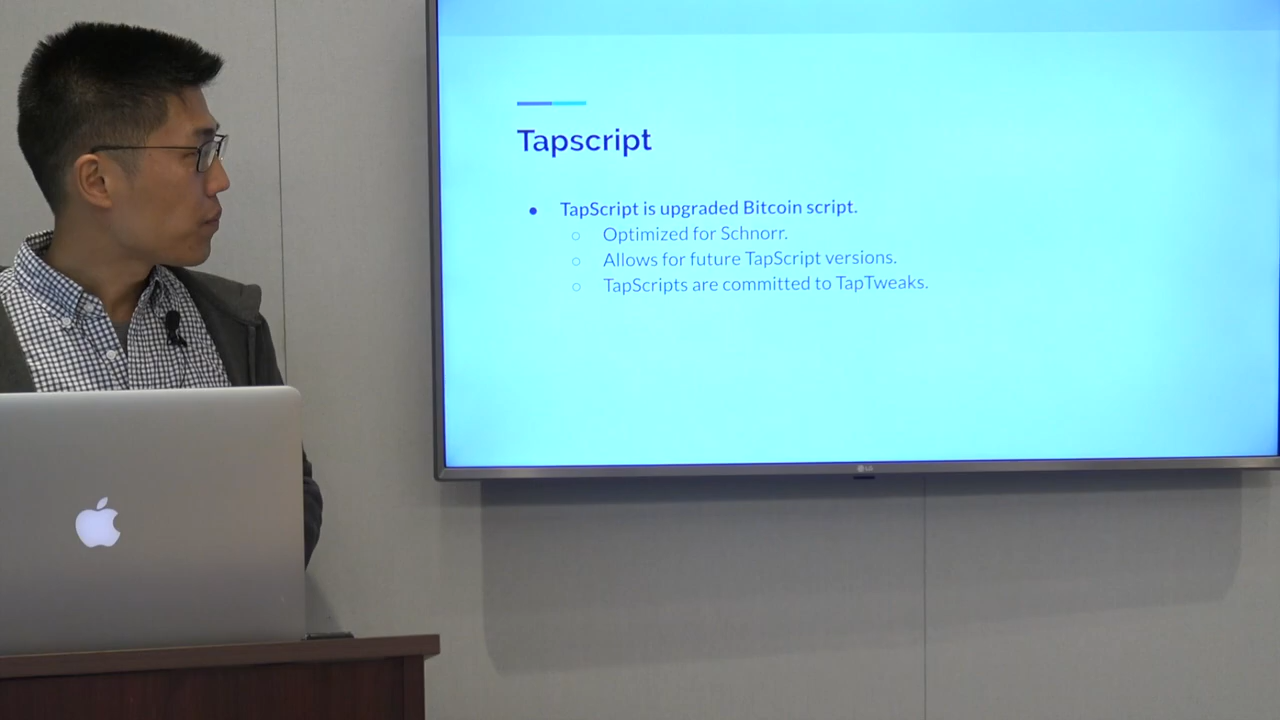 Tapscript
● TapScript is upgraded Bitcoin script.
○ Optimized for Schnorr.
○ Allows for future TapScript versions.
○ TapScripts are committed to TapTweaks.
LG